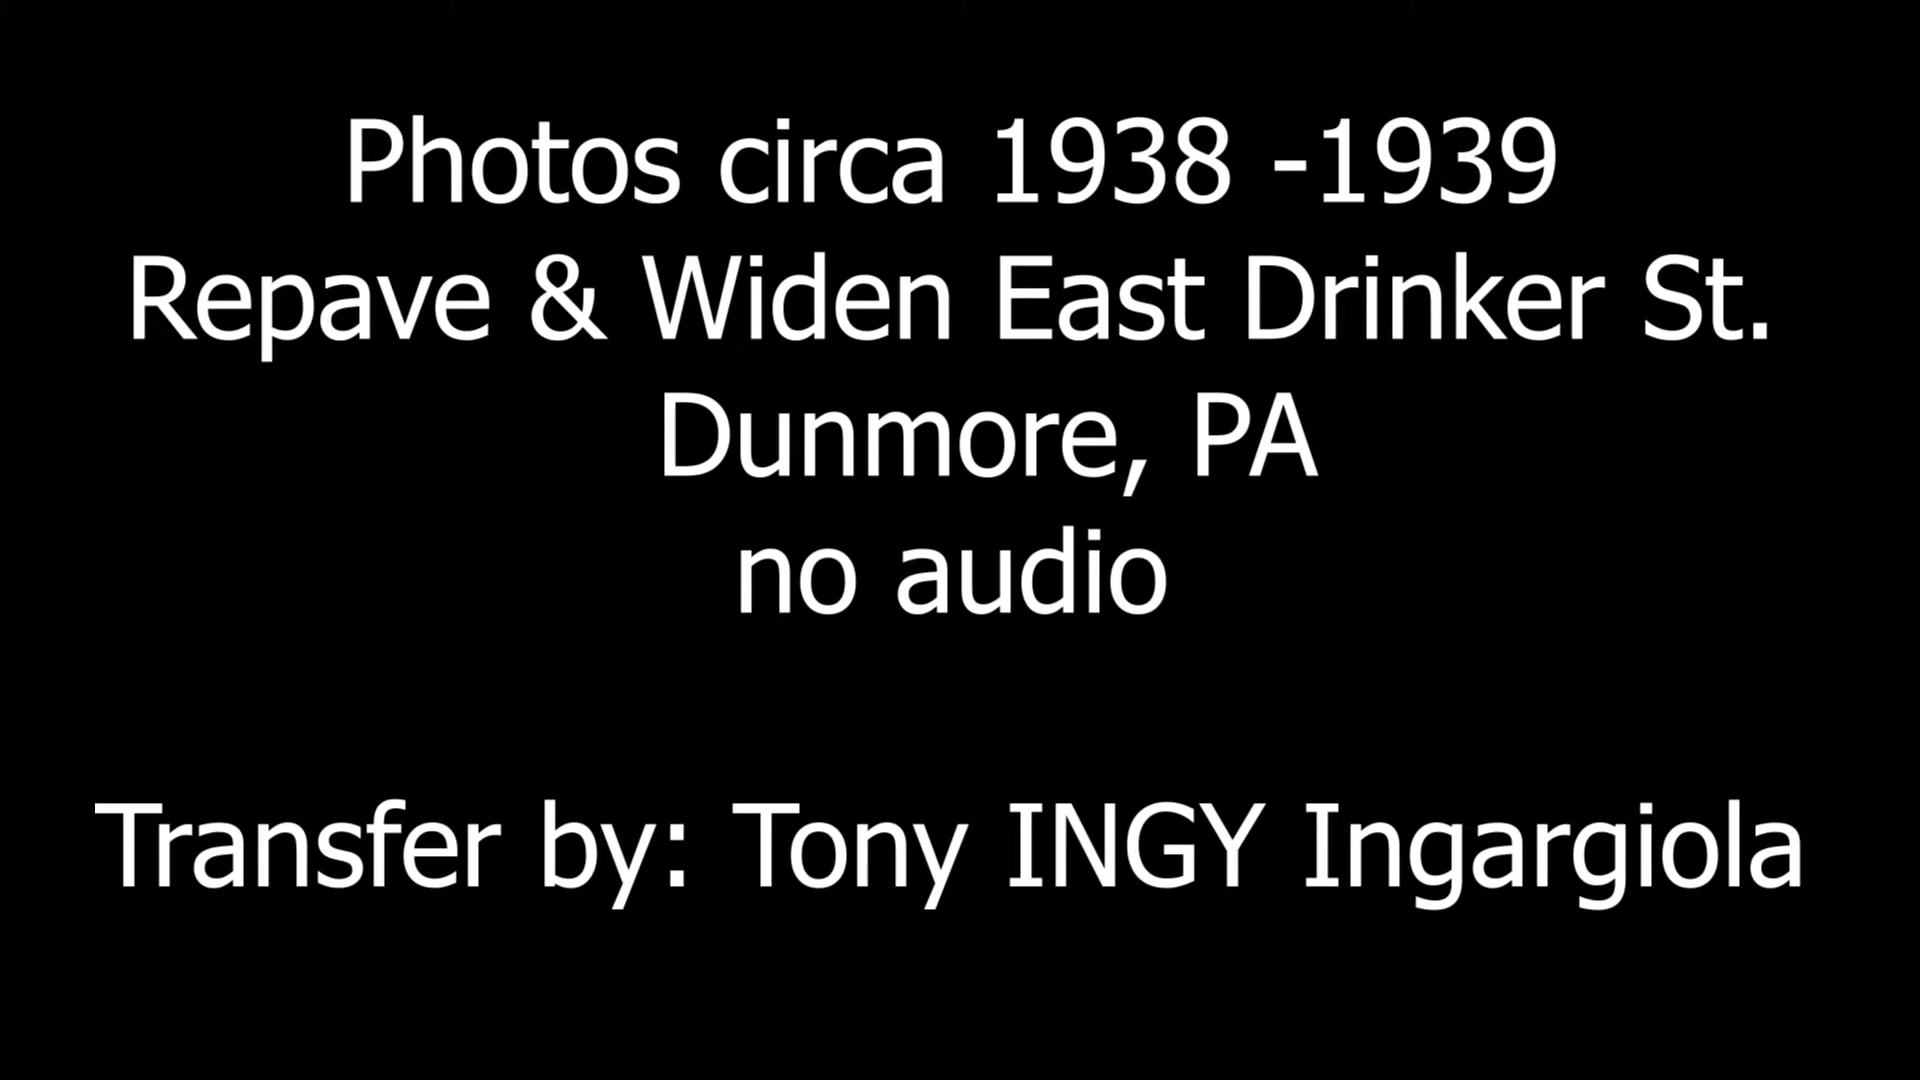 Photos circa 1938 -1939
Repave & Widen East Drinker St.
Dunmore, PA
no audio
Transfer by: Tony INGY Ingargiola